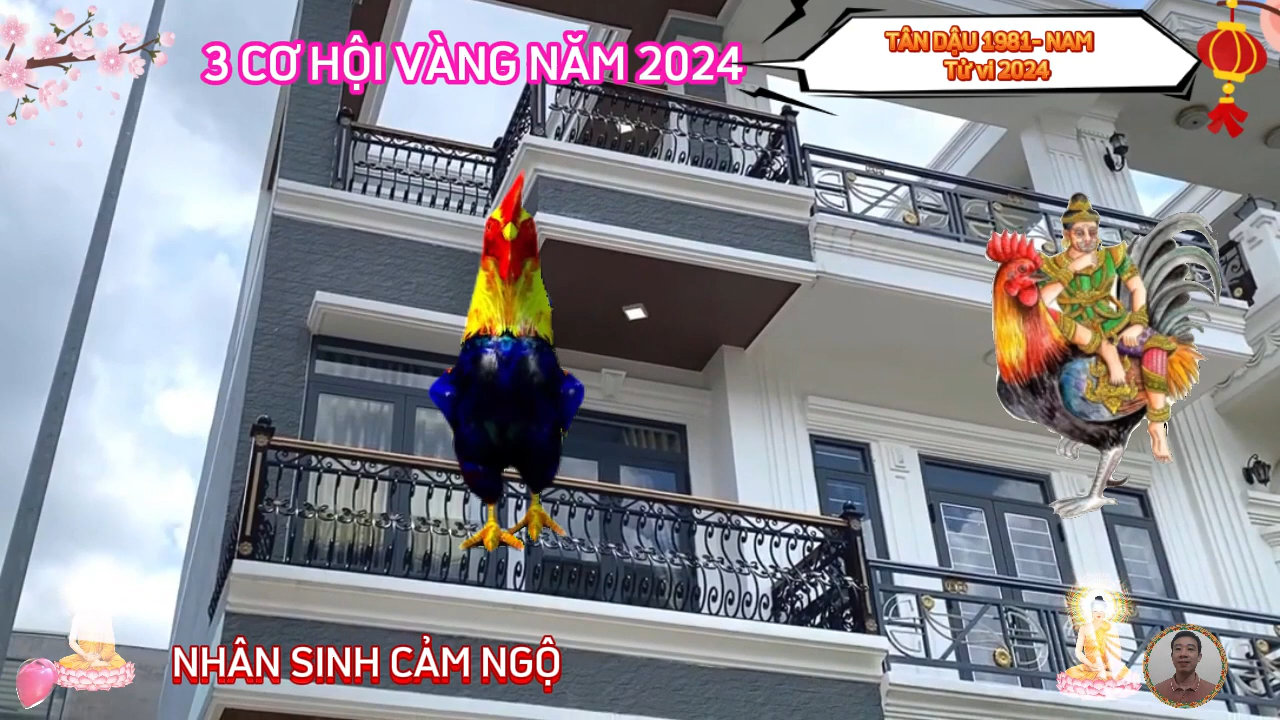 3 CƠ HỘI VÀNG NĂM 2024
TÂN DẬU 1981- NAM
Tử vi 2024
NHÂN SINH CẢM NGỘ